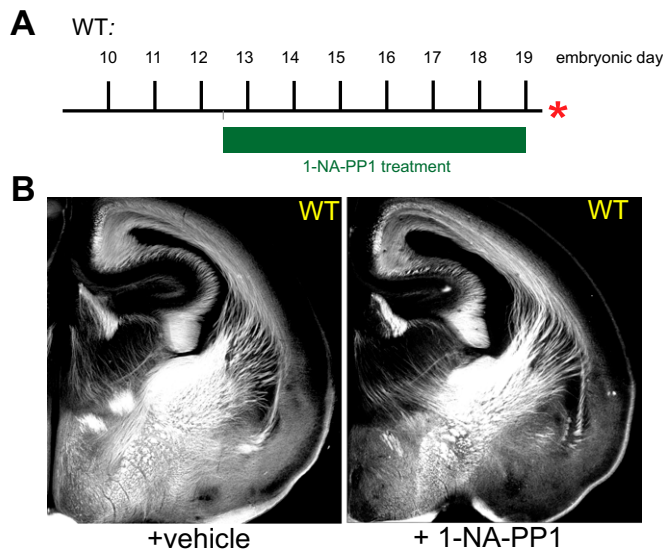 A
WT:
10 11 12 13 14 15 16 17 18 19 embryonic day
*
1-NA-PP1 treatment
B
WT WT
+vehicle + 1-NA-PP1